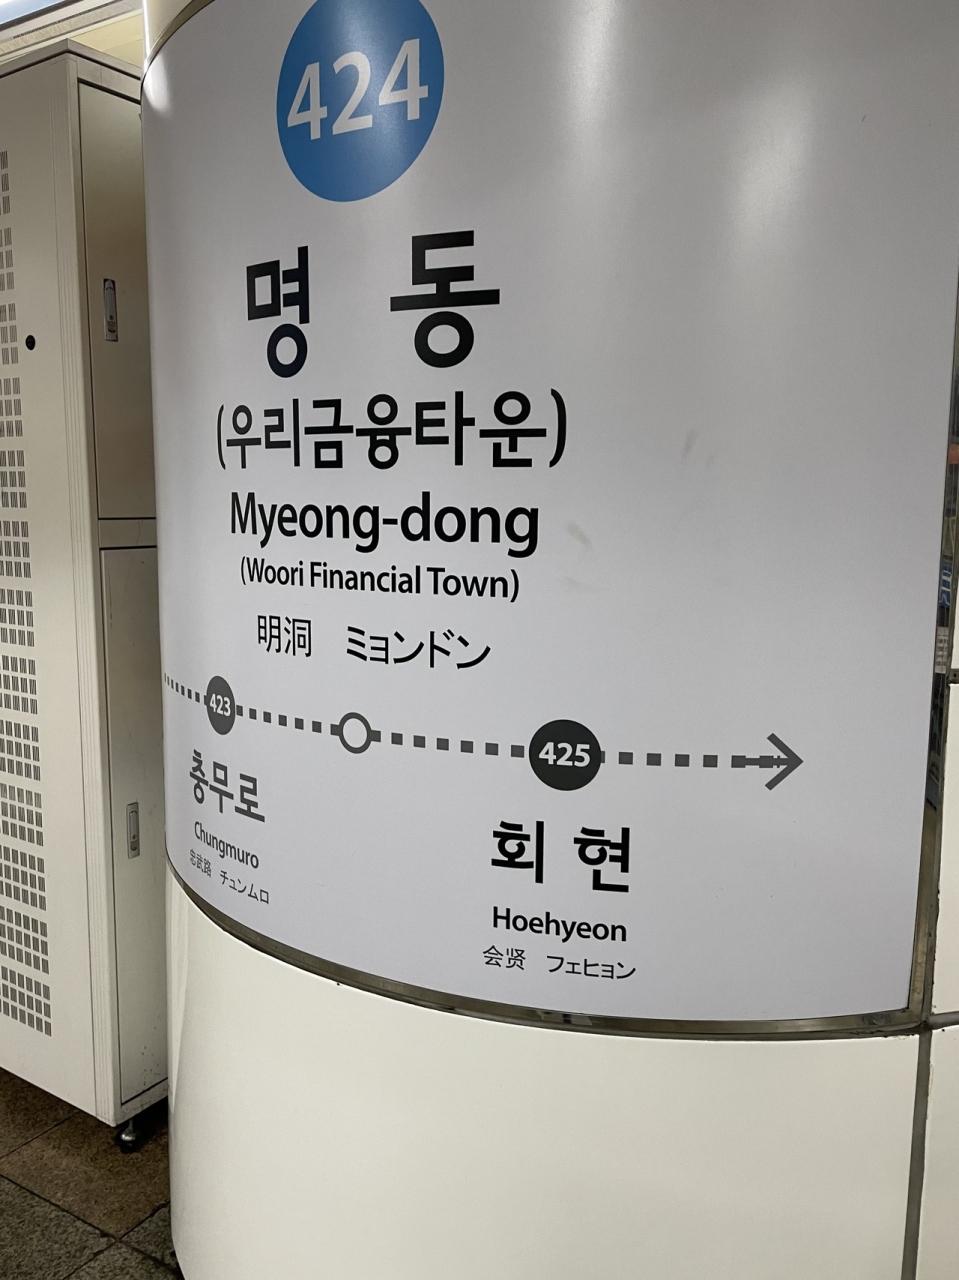 424
명 동
(우리금융타운)
Myeong-dong
(Woori Financial Town)
明洞 ミョンドン
423 425
충무로
Chungmuro
忠武路 チュンムロ
회 현
Hoehyeon
会贤 フェヒョン